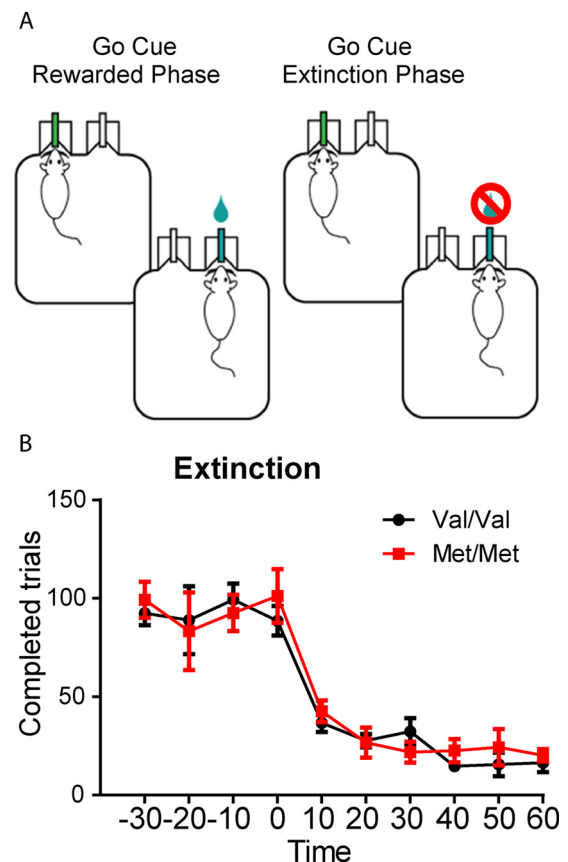 A
Go Cue
Rewarded Phase
Go Cue
Extinction Phase
B
Extinction
Completed trials
150
100
50
0
Val/Val
Met/Met
-30 -20 -10 0 10 20 30 40 50 60
Time